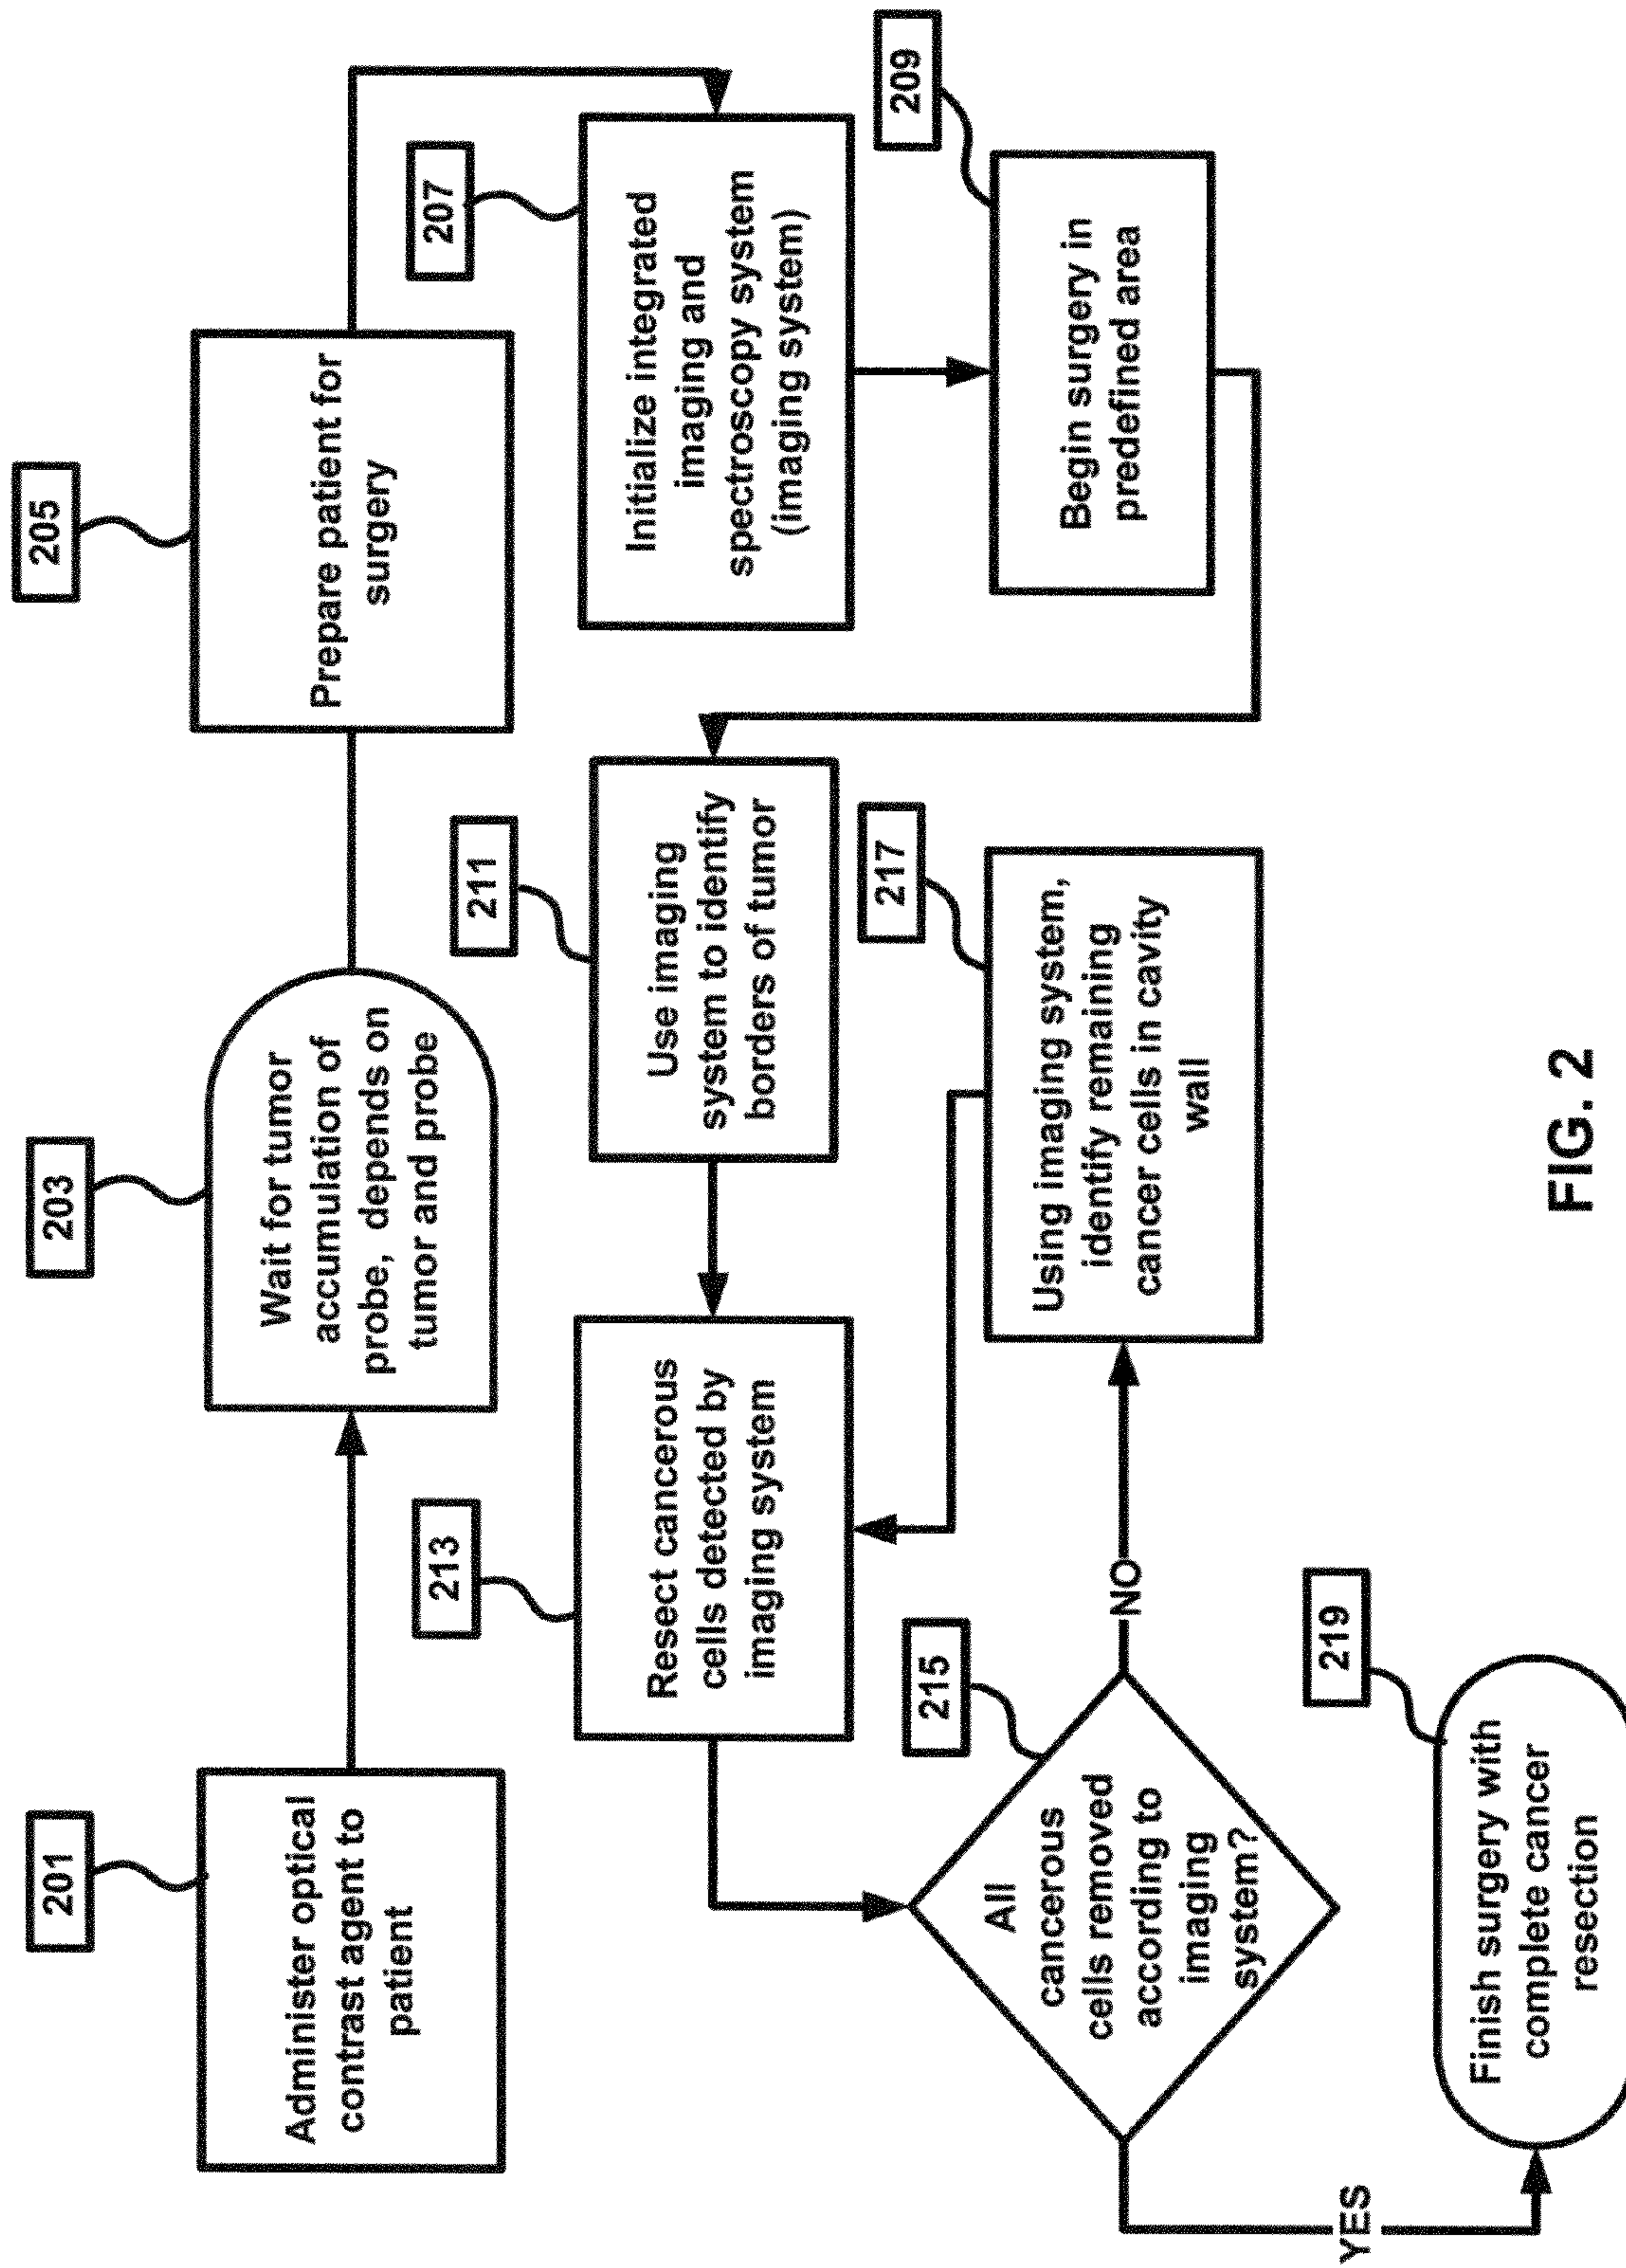 201
Administer optical
contrast agent to
patient
203
Wait for tumor
accumulation of
probe, depends on
tumor and probe
205
Prepare patient for
surgery
207
Initialize integrated
imaging and
spectroscopy system
(imaging system)
209
Begin surgery in
predefined area
211
Use imaging
system to identify
borders of tumor
213
Resect cancerous
cells detected by
imaging system
215
All
cancerous
cells removed
according to
imaging
system?
NO
217
Using imaging system,
identify remaining
cancer cells in cavity
wall
YES
219
Finish surgery with
complete cancer
resection
FIG. 2